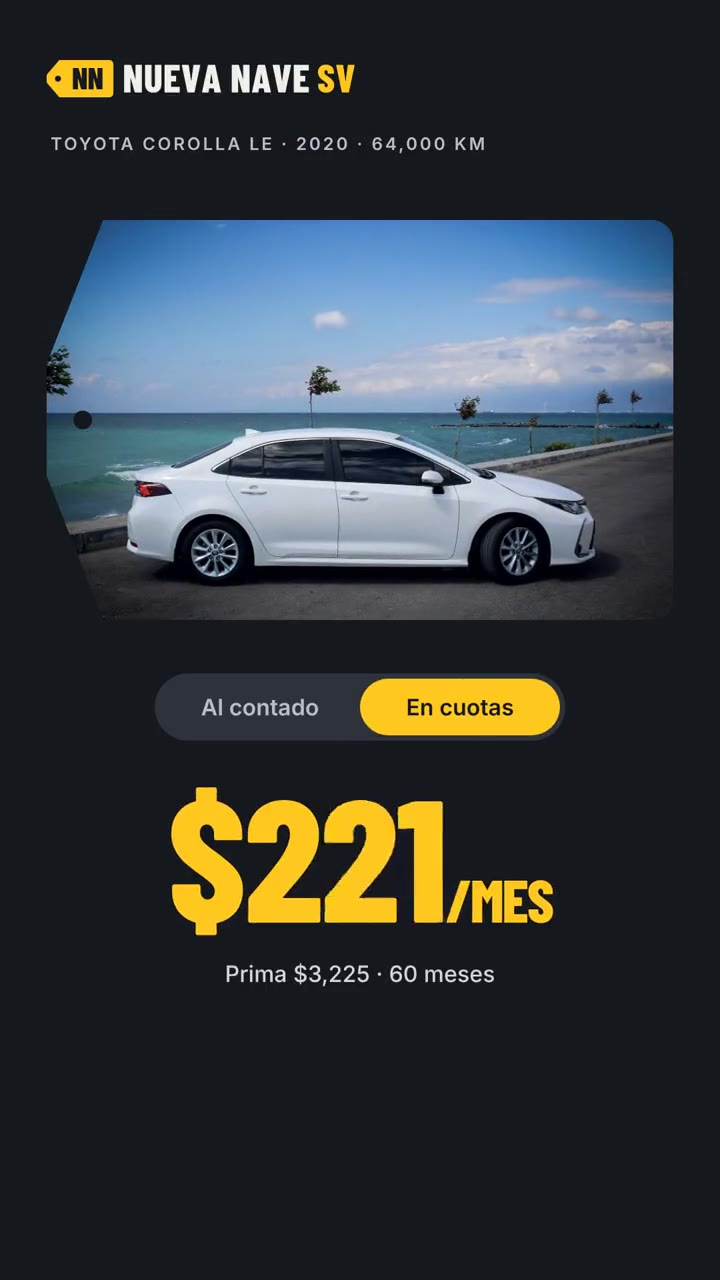 NN NUEVA NAVE SV
TOYOTA COROLLA LE · 2020 · 64,000 KM
Al contado
En cuotas
$221/MES
Prima $3,225 · 60 meses